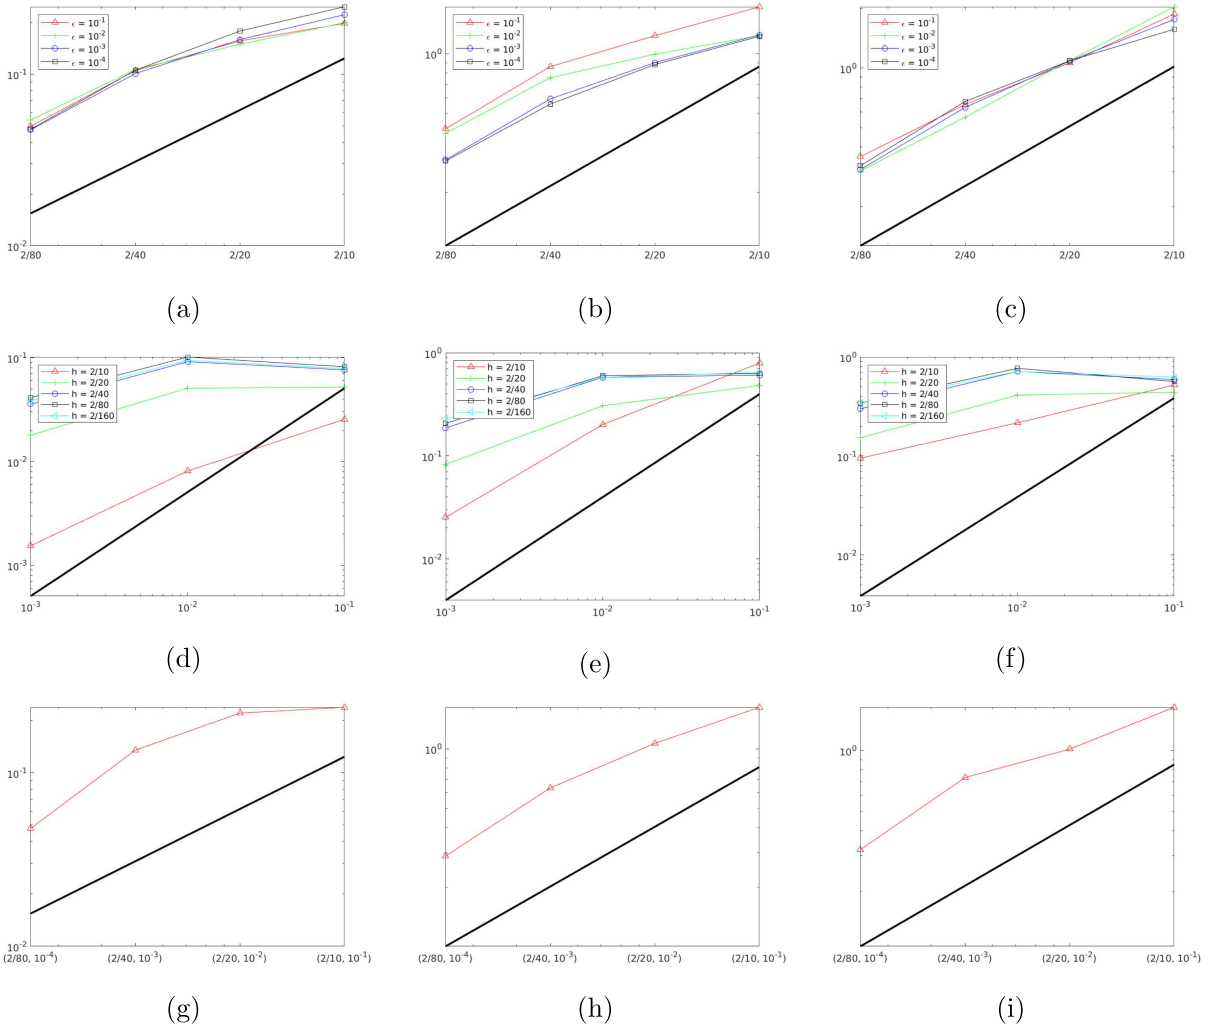 10^-1
10^-2
ϵ = 10^-1
ϵ = 10^-2
ϵ = 10^-3
ϵ = 10^-4
2/80 2/40 2/20 2/10
(a)
10^0
ϵ = 10^-1
ϵ = 10^-2
ϵ = 10^-3
ϵ = 10^-4
2/80 2/40 2/20 2/10
(b)
10^0
ϵ = 10^-1
ϵ = 10^-2
ϵ = 10^-3
ϵ = 10^-4
2/80 2/40 2/20 2/10
(c)
10^-1
10^-2
10^-3
h = 2/10
h = 2/20
h = 2/40
h = 2/80
h = 2/160
10^-3 10^-2 10^-1
(d)
10^0
10^-1
10^-2
h = 2/10
h = 2/20
h = 2/40
h = 2/80
h = 2/160
10^-3 10^-2 10^-1
(e)
10^0
10^-1
10^-2
h = 2/10
h = 2/20
h = 2/40
h = 2/80
h = 2/160
10^-3 10^-2 10^-1
(f)
10^-1
10^-2
(2/80, 10^-4) (2/40, 10^-3) (2/20, 10^-2) (2/10, 10^-1)
(g)
10^0
(2/80, 10^-4) (2/40, 10^-3) (2/20, 10^-2) (2/10, 10^-1)
(h)
10^0
(2/80, 10^-4) (2/40, 10^-3) (2/20, 10^-2) (2/10, 10^-1)
(i)